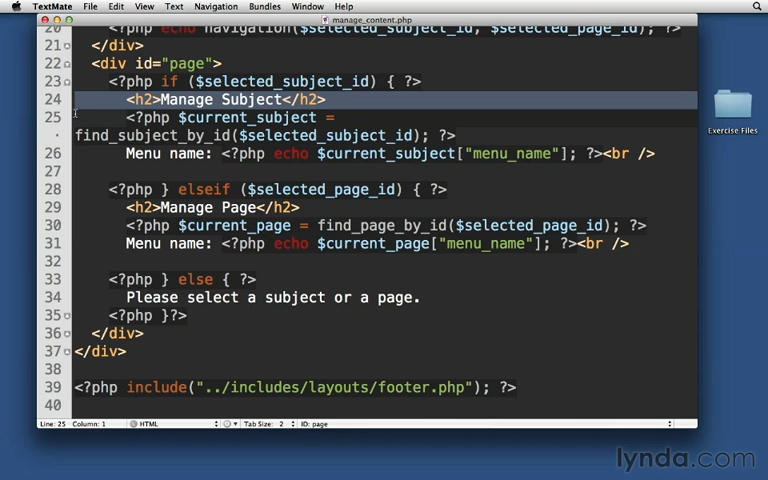 TextMate File Edit View Text Navigation Bundles Window Help
manage_content.php
20 <?php echo navigation($selected_subject_id, $selected_page_id); ?>
21 </div>
22 <div id="page">
23 <?php if ($selected_subject_id) { ?>
24 <h2>Manage Subject</h2>
25 <?php $current_subject =
find_subject_by_id($selected_subject_id); ?>
26 Menu name: <?php echo $current_subject["menu_name"]; ?><br />
27
28 <?php } elseif ($selected_page_id) { ?>
29 <h2>Manage Page</h2>
30 <?php $current_page = find_page_by_id($selected_page_id); ?>
31 Menu name: <?php echo $current_page["menu_name"]; ?><br />
32
33 <?php } else { ?>
34 Please select a subject or a page.
35 <?php }?>
36 </div>
37 </div>
38
39 <?php include("../includes/layouts/footer.php"); ?>
40
Exercise Files
Line: 25 Column: 1 HTML Tab Size: 2 ID: page
lynda.com